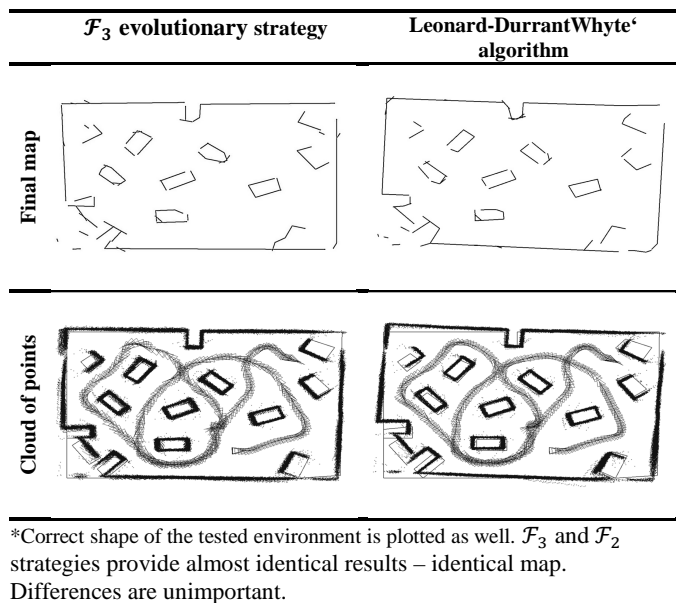 ℱ₃ evolutionary strategy
Leonard-DurrantWhyte‘
algorithm
Final map
Cloud of points
*Correct shape of the tested environment is plotted as well. ℱ₃ and ℱ₂
strategies provide almost identical results – identical map.
Differences are unimportant.